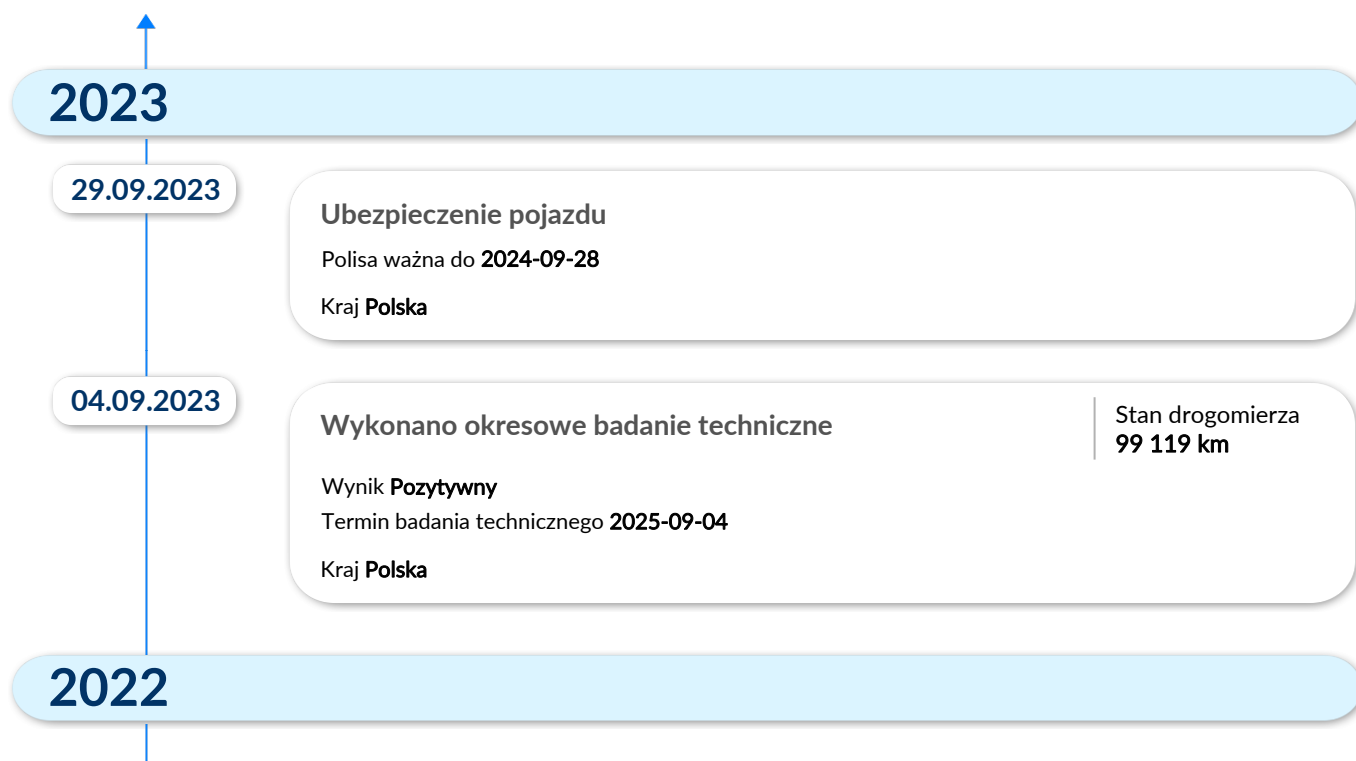 2023
29.09.2023
Ubezpieczenie pojazdu
Polisa ważna do 2024-09-28
Kraj Polska
04.09.2023
Wykonano okresowe badanie techniczne
Stan drogomierza
99 119 km
Wynik Pozytywny
Termin badania technicznego 2025-09-04
Kraj Polska
2022